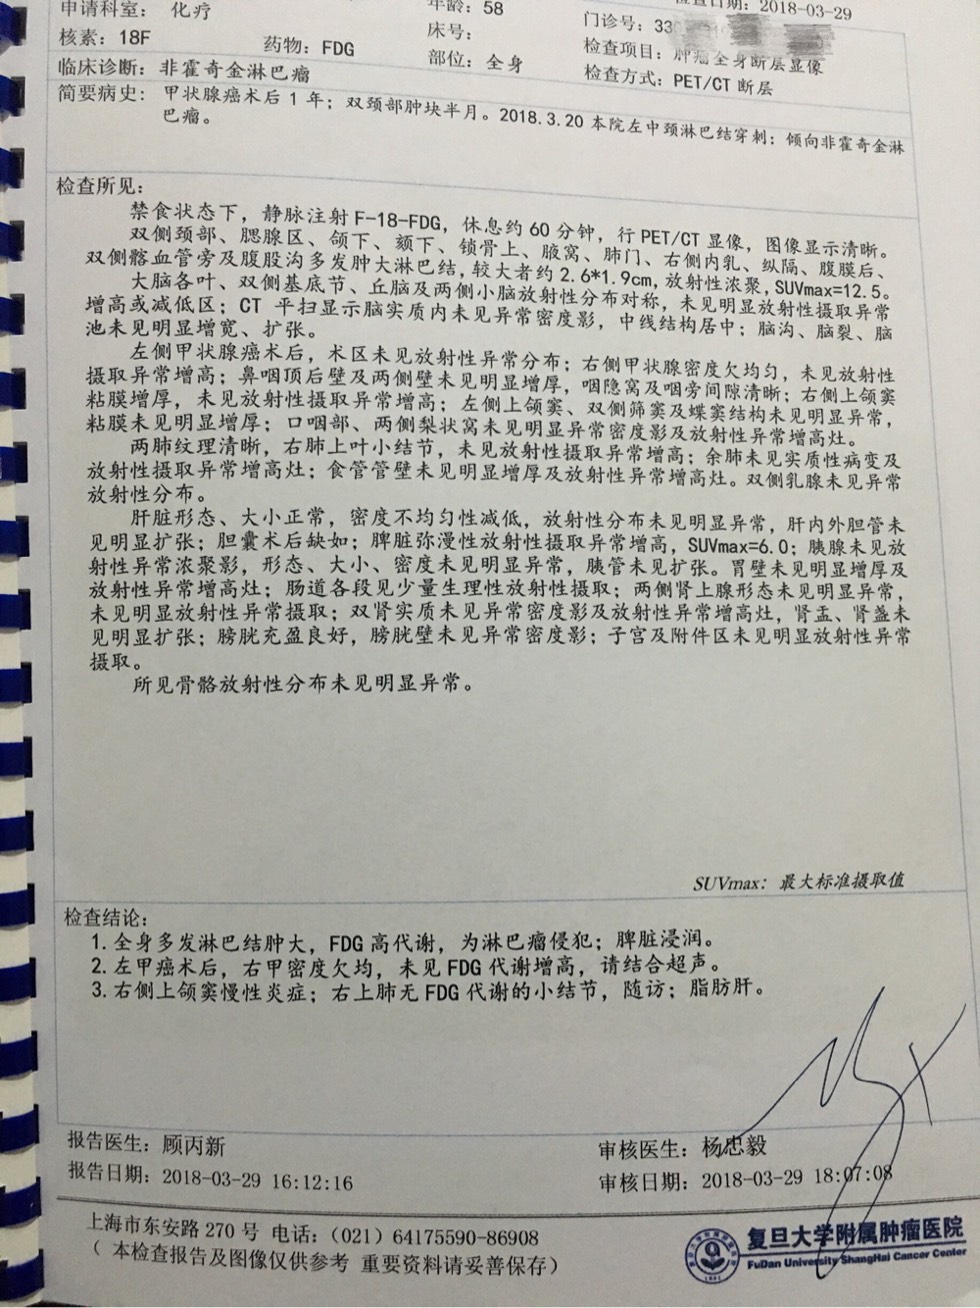 申请科室： 化疗 年龄：58 检查日期：2018-03-29
核素：18F 药物：FDG 床号： 门诊号：33
临床诊断：非霍奇金淋巴瘤 部位：全身 检查项目：肿瘤全身断层显像
检查方式：PET/CT 断层
简要病史： 甲状腺癌术后 1 年；双颈部肿块半月。2018.3.20 本院左中颈淋巴结穿刺：倾向非霍奇金淋
巴瘤。
检查所见：
禁食状态下，静脉注射 F-18-FDG，休息约 60 分钟，行 PET/CT 显像，图像显示清晰。
双侧颈部、腮腺区、颌下、颏下、锁骨上、腋窝、肺门、右侧内乳、纵隔、腹膜后、
双侧髂血管旁及腹股沟多发肿大淋巴结，较大者约 2.6*1.9cm，放射性浓聚，SUVmax=12.5。
大脑各叶、双侧基底节、丘脑及两侧小脑放射性分布对称，未见明显放射性摄取异常
增高或减低区；CT 平扫显示脑实质内未见异常密度影，中线结构居中；脑沟、脑裂、脑
池未见明显增宽、扩张。
左侧甲状腺癌术后，术区未见放射性异常分布；右侧甲状腺密度欠均匀，未见放射性
摄取异常增高；鼻咽顶后壁及两侧壁未见明显增厚，咽隐窝及咽旁间隙清晰；右侧上颌窦
粘膜增厚，未见放射性摄取异常增高；左侧上颌窦、双侧筛窦及蝶窦结构未见明显异常，
粘膜未见明显增厚；口咽部、两侧梨状窝未见明显异常密度影及放射性异常增高灶。
两肺纹理清晰，右肺上叶小结节，未见放射性摄取异常增高；余肺未见实质性病变及
放射性摄取异常增高灶；食管管壁未见明显增厚及放射性异常增高灶。双侧乳腺未见异常
放射性分布。
肝脏形态、大小正常，密度不均匀性减低，放射性分布未见明显异常，肝内外胆管未
见明显扩张；胆囊术后缺如；脾脏弥漫性放射性摄取异常增高，SUVmax=6.0；胰腺未见放
射性异常浓聚影，形态、大小、密度未见明显异常，胰管未见扩张。胃壁未见明显增厚及
放射性异常增高灶；肠道各段见少量生理性放射性摄取；两侧肾上腺形态未见明显异常，
未见明显放射性异常摄取；双肾实质未见异常密度影及放射性异常增高灶，肾盂、肾盏未
见明显扩张；膀胱充盈良好，膀胱壁未见异常密度影；子宫及附件区未见明显放射性异常
摄取。
所见骨骼放射性分布未见明显异常。
SUVmax：最大标准摄取值
检查结论：
1.全身多发淋巴结肿大，FDG 高代谢，为淋巴瘤侵犯；脾脏浸润。
2.左甲癌术后，右甲密度欠均，未见 FDG 代谢增高，请结合超声。
3.右侧上颌窦慢性炎症；右上肺无 FDG 代谢的小结节，随访；脂肪肝。
报告医生：顾丙新 审核医生：杨忠毅
报告日期：2018-03-29 16:12:16 审核日期：2018-03-29 18:07:08
上海市东安路 270 号 电话：（021）64175590-86908
（ 本检查报告及图像仅供参考 重要资料请妥善保存）
复旦大学附属肿瘤医院
FuDan University ShangHai Cancer Center